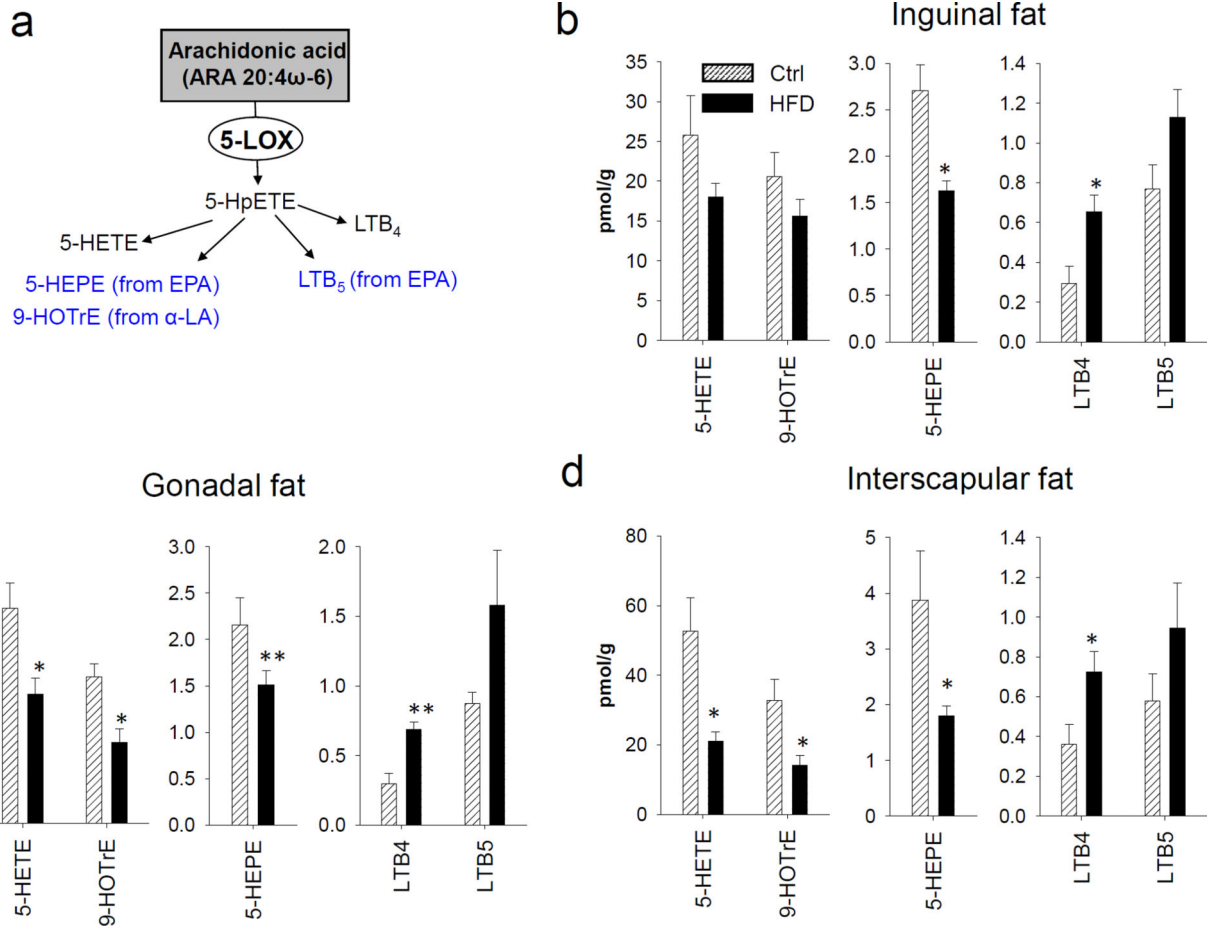 a
Arachidonic acid
(ARA 20:4ω-6)
5-LOX
5-HpETE
5-HETE
LTB₄
5-HEPE (from EPA)
LTB₅ (from EPA)
9-HOTrE (from α-LA)
b
Inguinal fat
Ctrl
HFD
pmol/g
35
30
25
20
15
10
5
0
5-HETE
9-HOTrE
3.0
2.5
2.0
1.5
1.0
0.5
0.0
*
5-HEPE
1.4
1.2
1.0
0.8
0.6
0.4
0.2
0.0
*
LTB4
LTB5
Gonadal fat
*
*
5-HETE
9-HOTrE
3.0
2.5
2.0
1.5
1.0
0.5
0.0
**
5-HEPE
2.0
1.5
1.0
0.5
0.0
**
LTB4
LTB5
d
Interscapular fat
pmol/g
80
60
40
20
0
*
*
5-HETE
9-HOTrE
5
4
3
2
1
0
*
5-HEPE
1.4
1.2
1.0
0.8
0.6
0.4
0.2
0.0
*
LTB4
LTB5